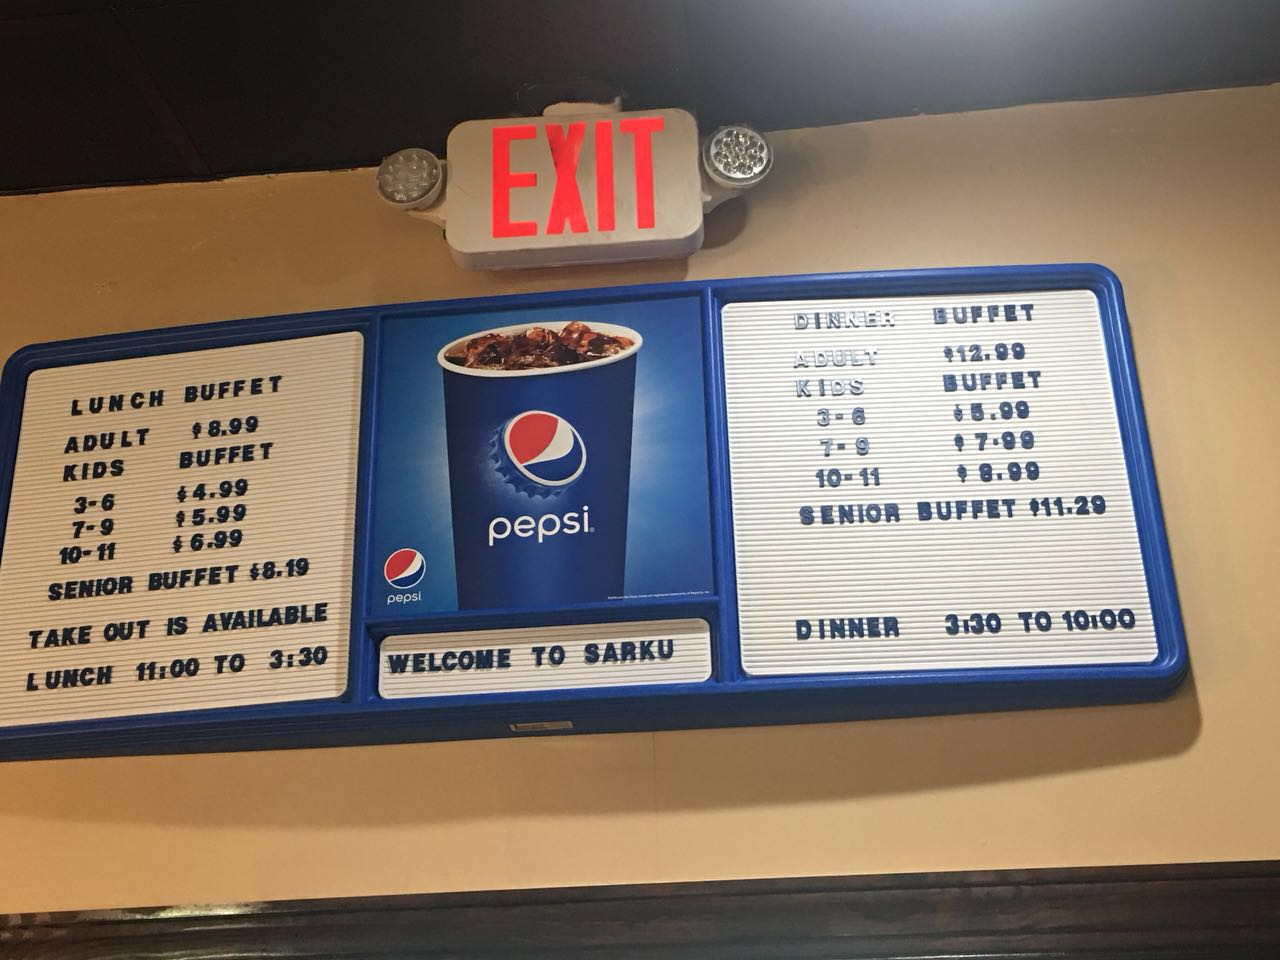 EXIT
LUNCH BUFFET
ADULT $8.99
KIDS BUFFET
3-6 $4.99
7-9 $5.99
10-11 $6.99
SENIOR BUFFET $8.19
TAKE OUT IS AVAILABLE
LUNCH 11:00 TO 3:30
pepsi
pepsi
WELCOME TO SARKU
DINNER BUFFET
ADULT $12.99
KIDS BUFFET
3-6 $5.99
7-9 $7.99
10-11 $8.99
SENIOR BUFFET $11.29
DINNER 3:30 TO 10:00